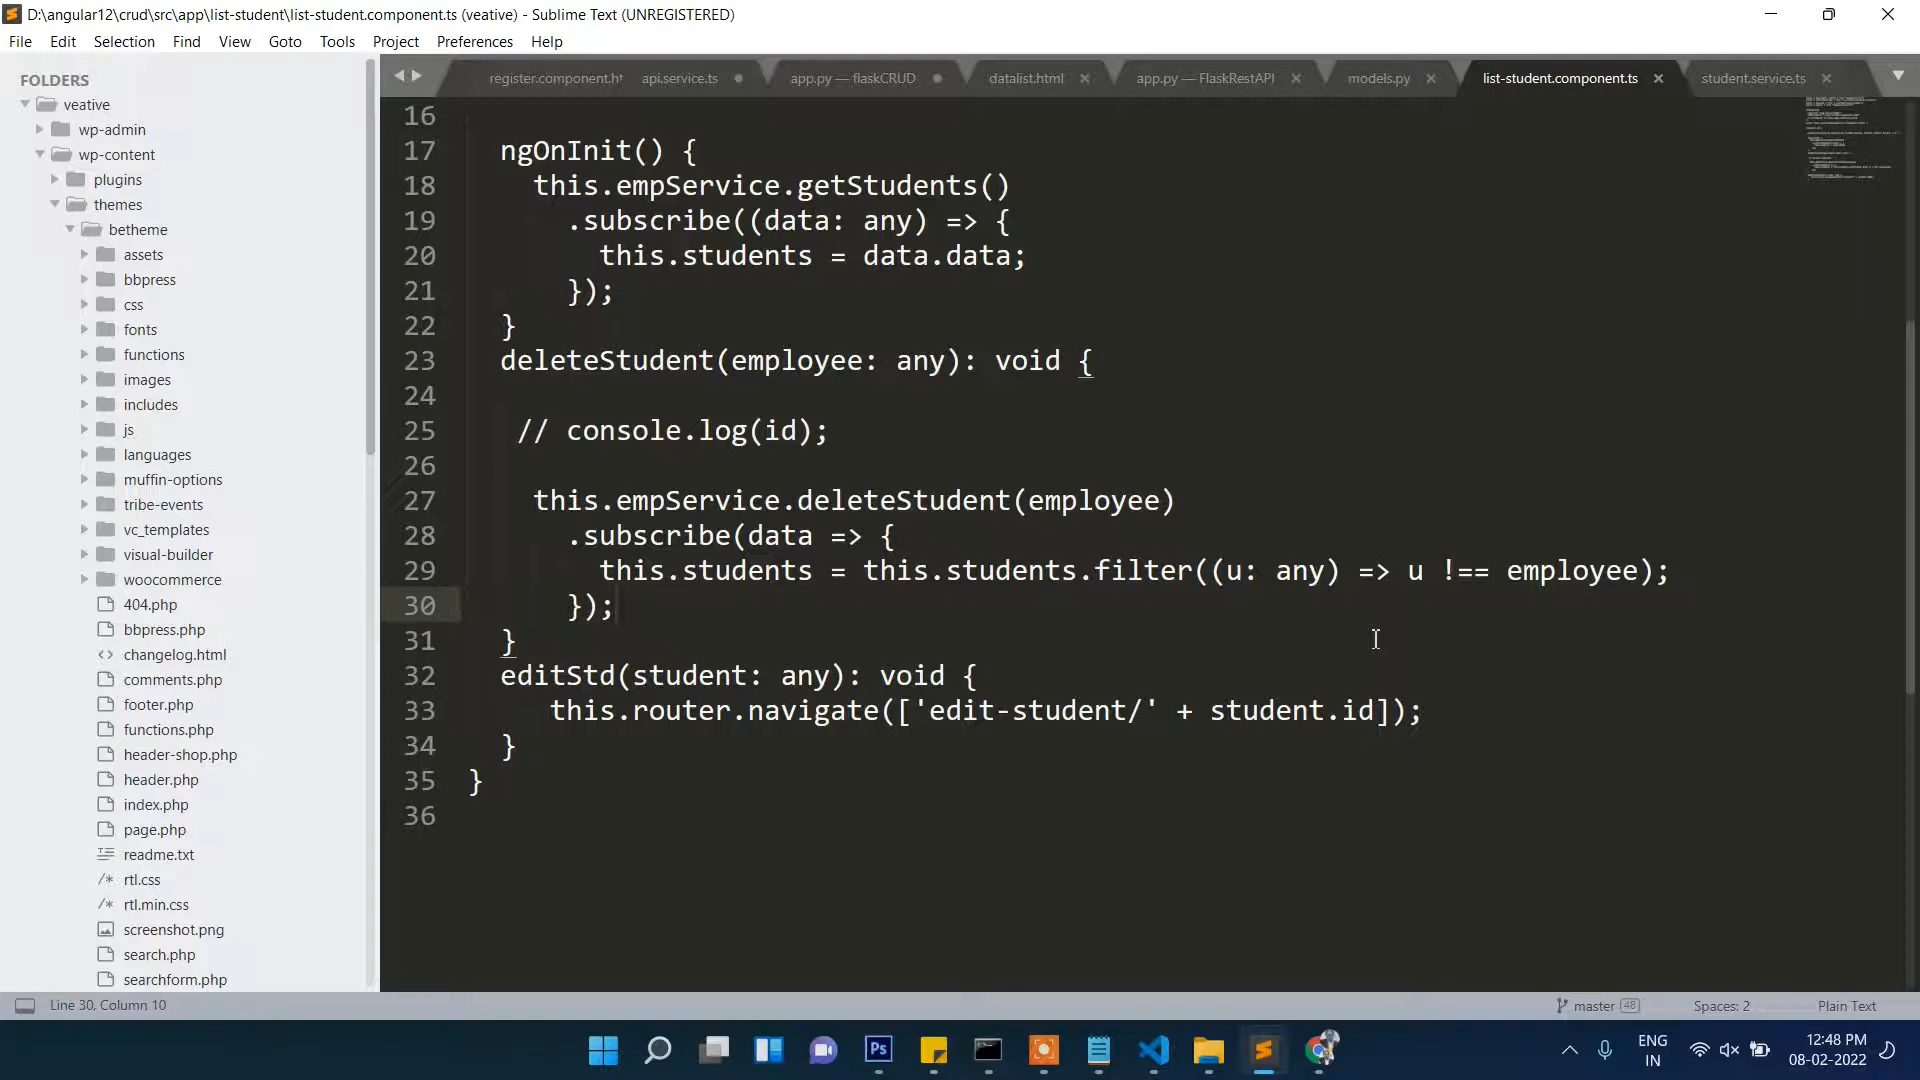 D:\angular12\crud\src\app\list-student\list-student.component.ts (veative) - Sublime Text (UNREGISTERED)
File Edit Selection Find View Goto Tools Project Preferences Help
FOLDERS
veative
wp-admin
wp-content
plugins
themes
betheme
assets
bbpress
css
fonts
functions
images
includes
js
languages
muffin-options
tribe-events
vc_templates
visual-builder
woocommerce
404.php
bbpress.php
changelog.html
comments.php
footer.php
functions.php
header-shop.php
header.php
index.php
page.php
readme.txt
rtl.css
rtl.min.css
screenshot.png
search.php
searchform.php
register.component.ht api.service.ts app.py — flaskCRUD datalist.html app.py — FlaskRestAPI models.py list-student.component.ts student.service.ts
16
17 ngOnInit() {
18 this.empService.getStudents()
19 .subscribe((data: any) => {
20 this.students = data.data;
21 });
22 }
23 deleteStudent(employee: any): void {
24
25 // console.log(id);
26
27 this.empService.deleteStudent(employee)
28 .subscribe(data => {
29 this.students = this.students.filter((u: any) => u !== employee);
30 });
31 }
32 editStd(student: any): void {
33 this.router.navigate(['edit-student/' + student.id]);
34 }
35 }
36
Line 30, Column 10 master 48 Spaces: 2 Plain Text
Ps
ENG
IN
12:48 PM
08-02-2022